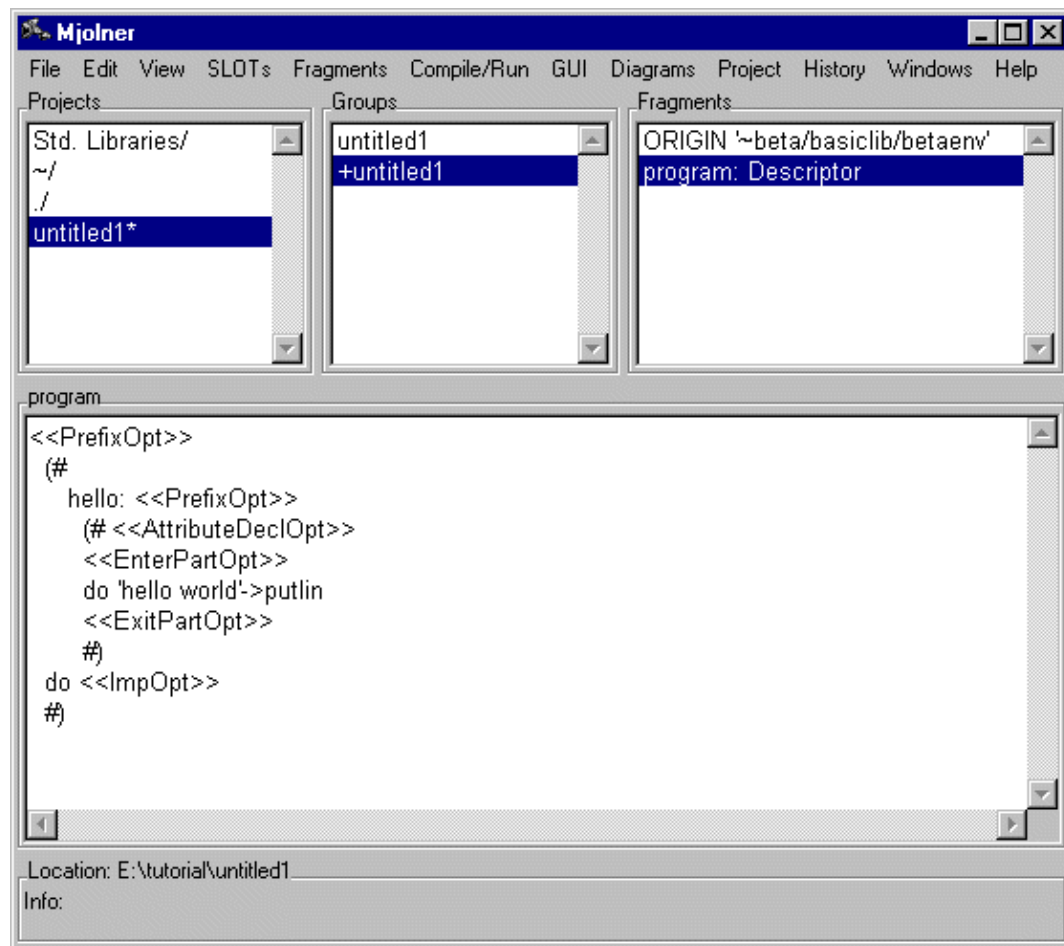 Mjolner
File Edit View SLOTs Fragments Compile/Run GUI Diagrams Project History Windows Help
Projects
Std. Libraries/
~/
./
untitled1*
Groups
untitled1
+untitled1
Fragments
ORIGIN '~beta/basiclib/betaenv'
program: Descriptor
program
<<PrefixOpt>>
(#
hello: <<PrefixOpt>>
(# <<AttributeDeclOpt>>
<<EnterPartOpt>>
do 'hello world'->putlin
<<ExitPartOpt>>
#)
do <<ImpOpt>>
#)
Location: E:\tutorial\untitled1
Info: